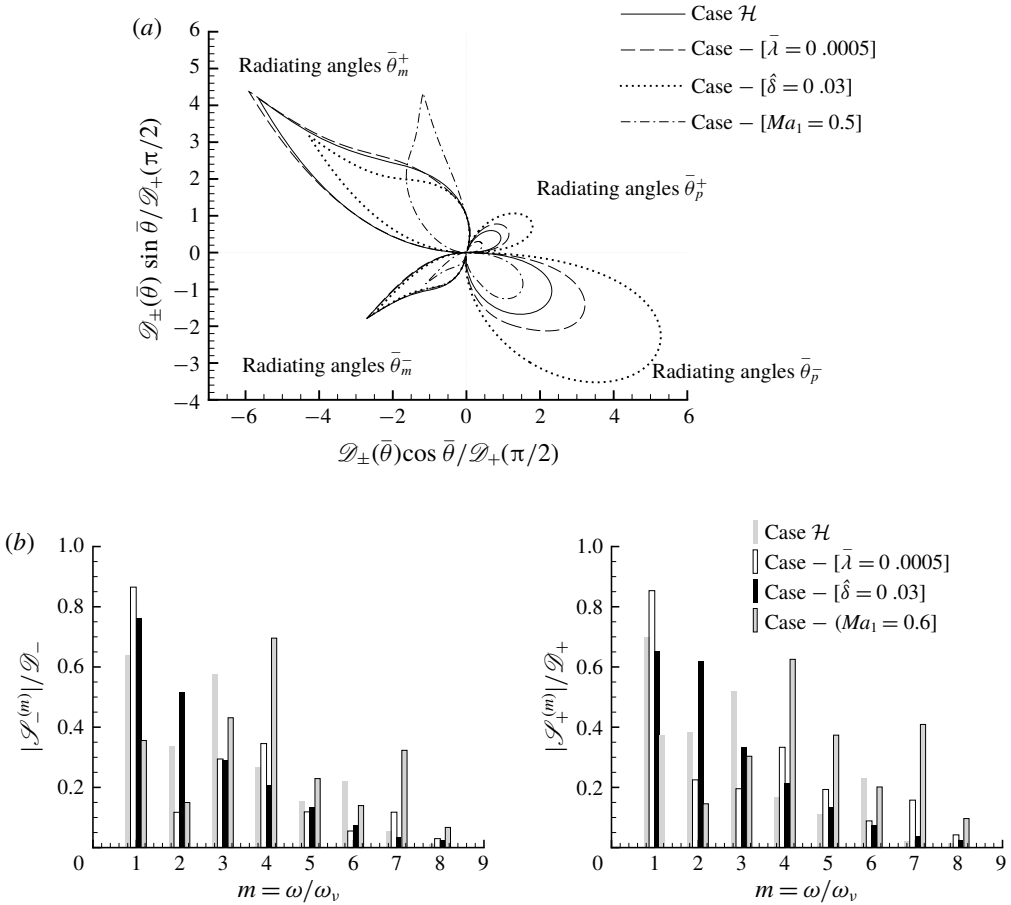 (a)
6
5
4
3
2
1
0
−1
−2
−3
−4
−6 −4 −2 0 2 4 6
𝒟±(θ̄) sin θ̄/𝒟+(π/2)
𝒟±(θ̄)cos θ̄/𝒟+(π/2)
Radiating angles θ̄m+
Radiating angles θ̄p+
Radiating angles θ̄m−
Radiating angles θ̄p−
Case ℋ
Case − [λ̄ = 0 .0005]
Case − [δ̂ = 0 .03]
Case − [Ma₁ = 0.5]
(b)
1.0
0.8
0.6
0.4
0.2
0 1 2 3 4 5 6 7 8 9
|𝒮−(m)|/𝒟−
m = ω/ων
1.0
0.8
0.6
0.4
0.2
0 1 2 3 4 5 6 7 8 9
|𝒮+(m)|/𝒟+
m = ω/ων
Case ℋ
Case − [λ̄ = 0 .0005]
Case − [δ̂ = 0 .03]
Case − (Ma₁ = 0.6]